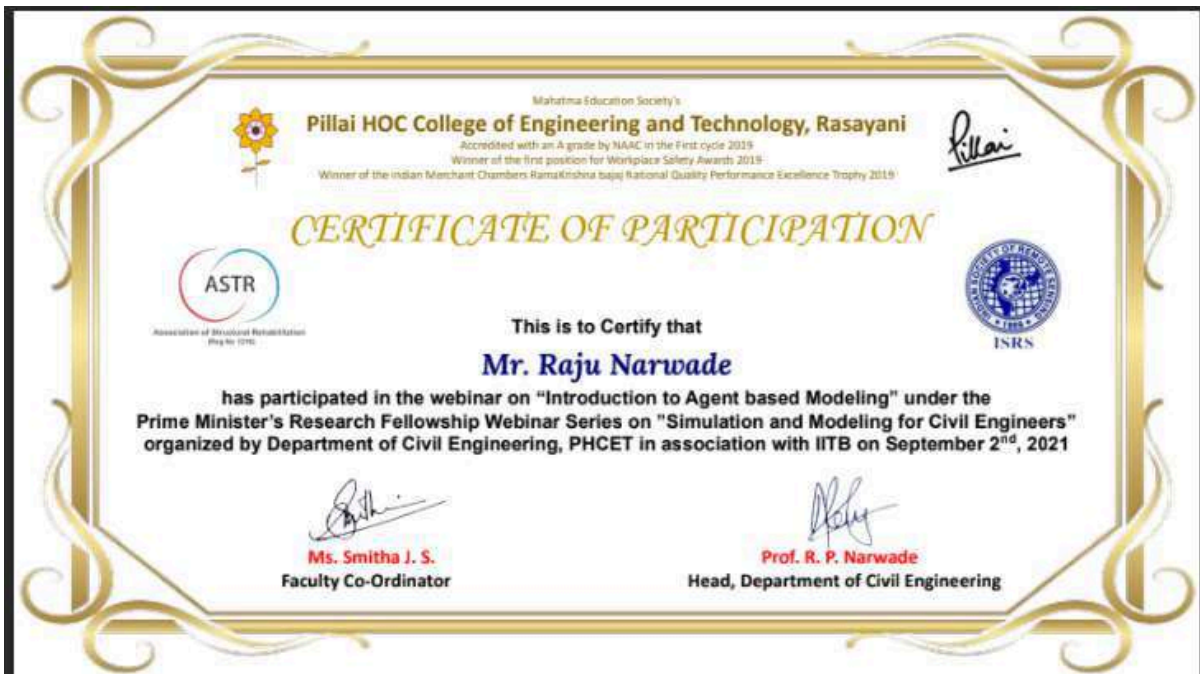 Mahatma Education Society's
Pillai HOC College of Engineering and Technology, Rasayani
Accredited with an A grade by NAAC in the First cycle 2019
Winner of the first position for Workplace Safety Awards 2019
Winner of the Indian Merchant Chambers RamaKrishna bajaj National Quality Performance Excellence Trophy 2019
Pillai
CERTIFICATE OF PARTICIPATION
ASTR
Association of Structural Rehabilitation
INDIAN SOCIETY OF REMOTE SENSING
ISRS
This is to Certify that
Mr. Raju Narwade
has participated in the webinar on “Introduction to Agent based Modeling” under the
Prime Minister’s Research Fellowship Webinar Series on "Simulation and Modeling for Civil Engineers”
organized by Department of Civil Engineering, PHCET in association with IITB on September 2nd, 2021
Ms. Smitha J. S.
Faculty Co-Ordinator
Prof. R. P. Narwade
Head, Department of Civil Engineering